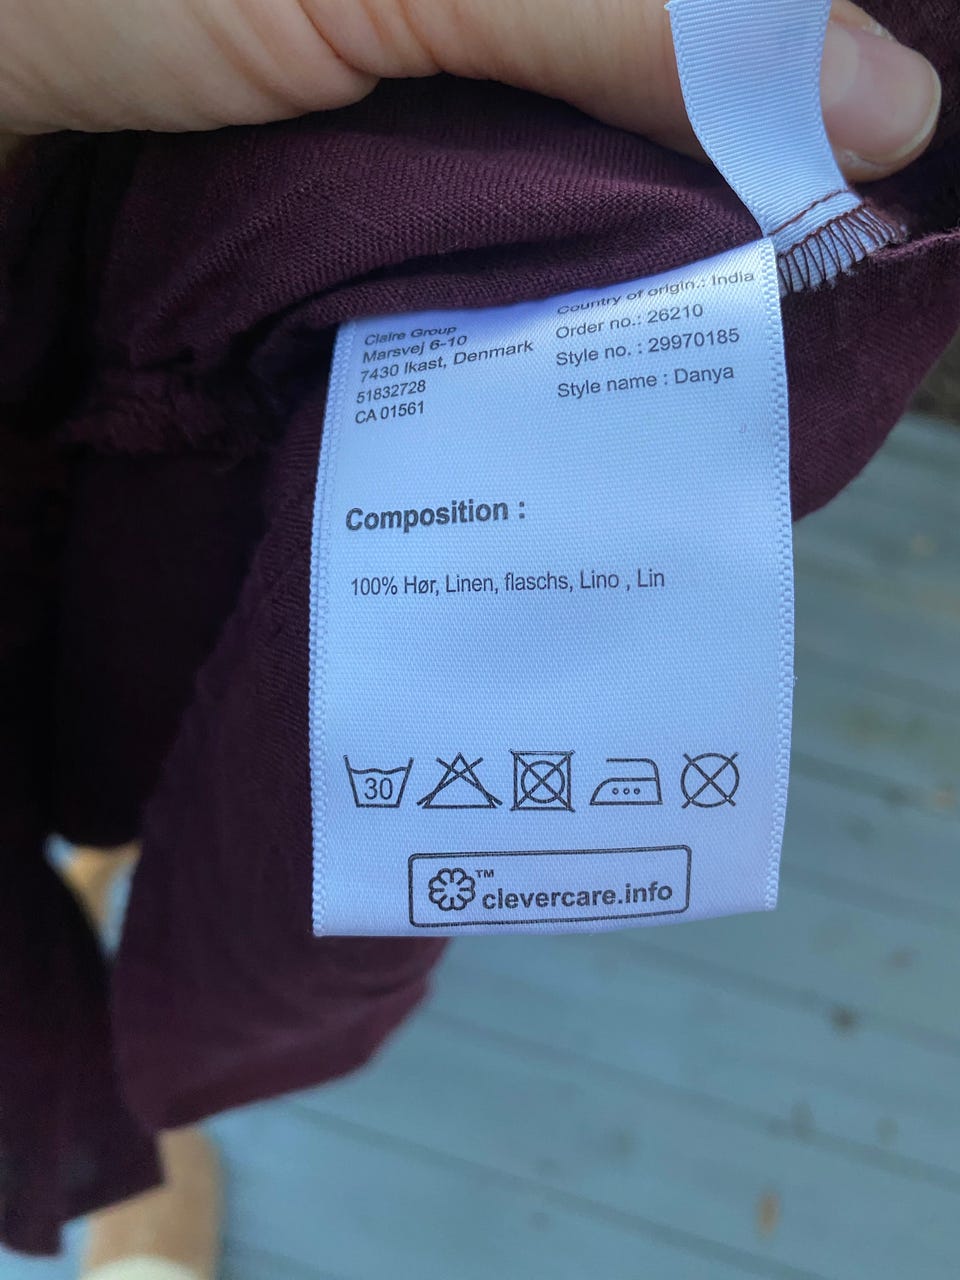 Claire Group
Marsvej 6-10
7430 Ikast, Denmark
51832728
CA 01561
Country of origin.: India
Order no.: 26210
Style no. : 29970185
Style name : Danya
Composition :
100% Hør, Linen, flaschs, Lino , Lin
30
TM
clevercare.info